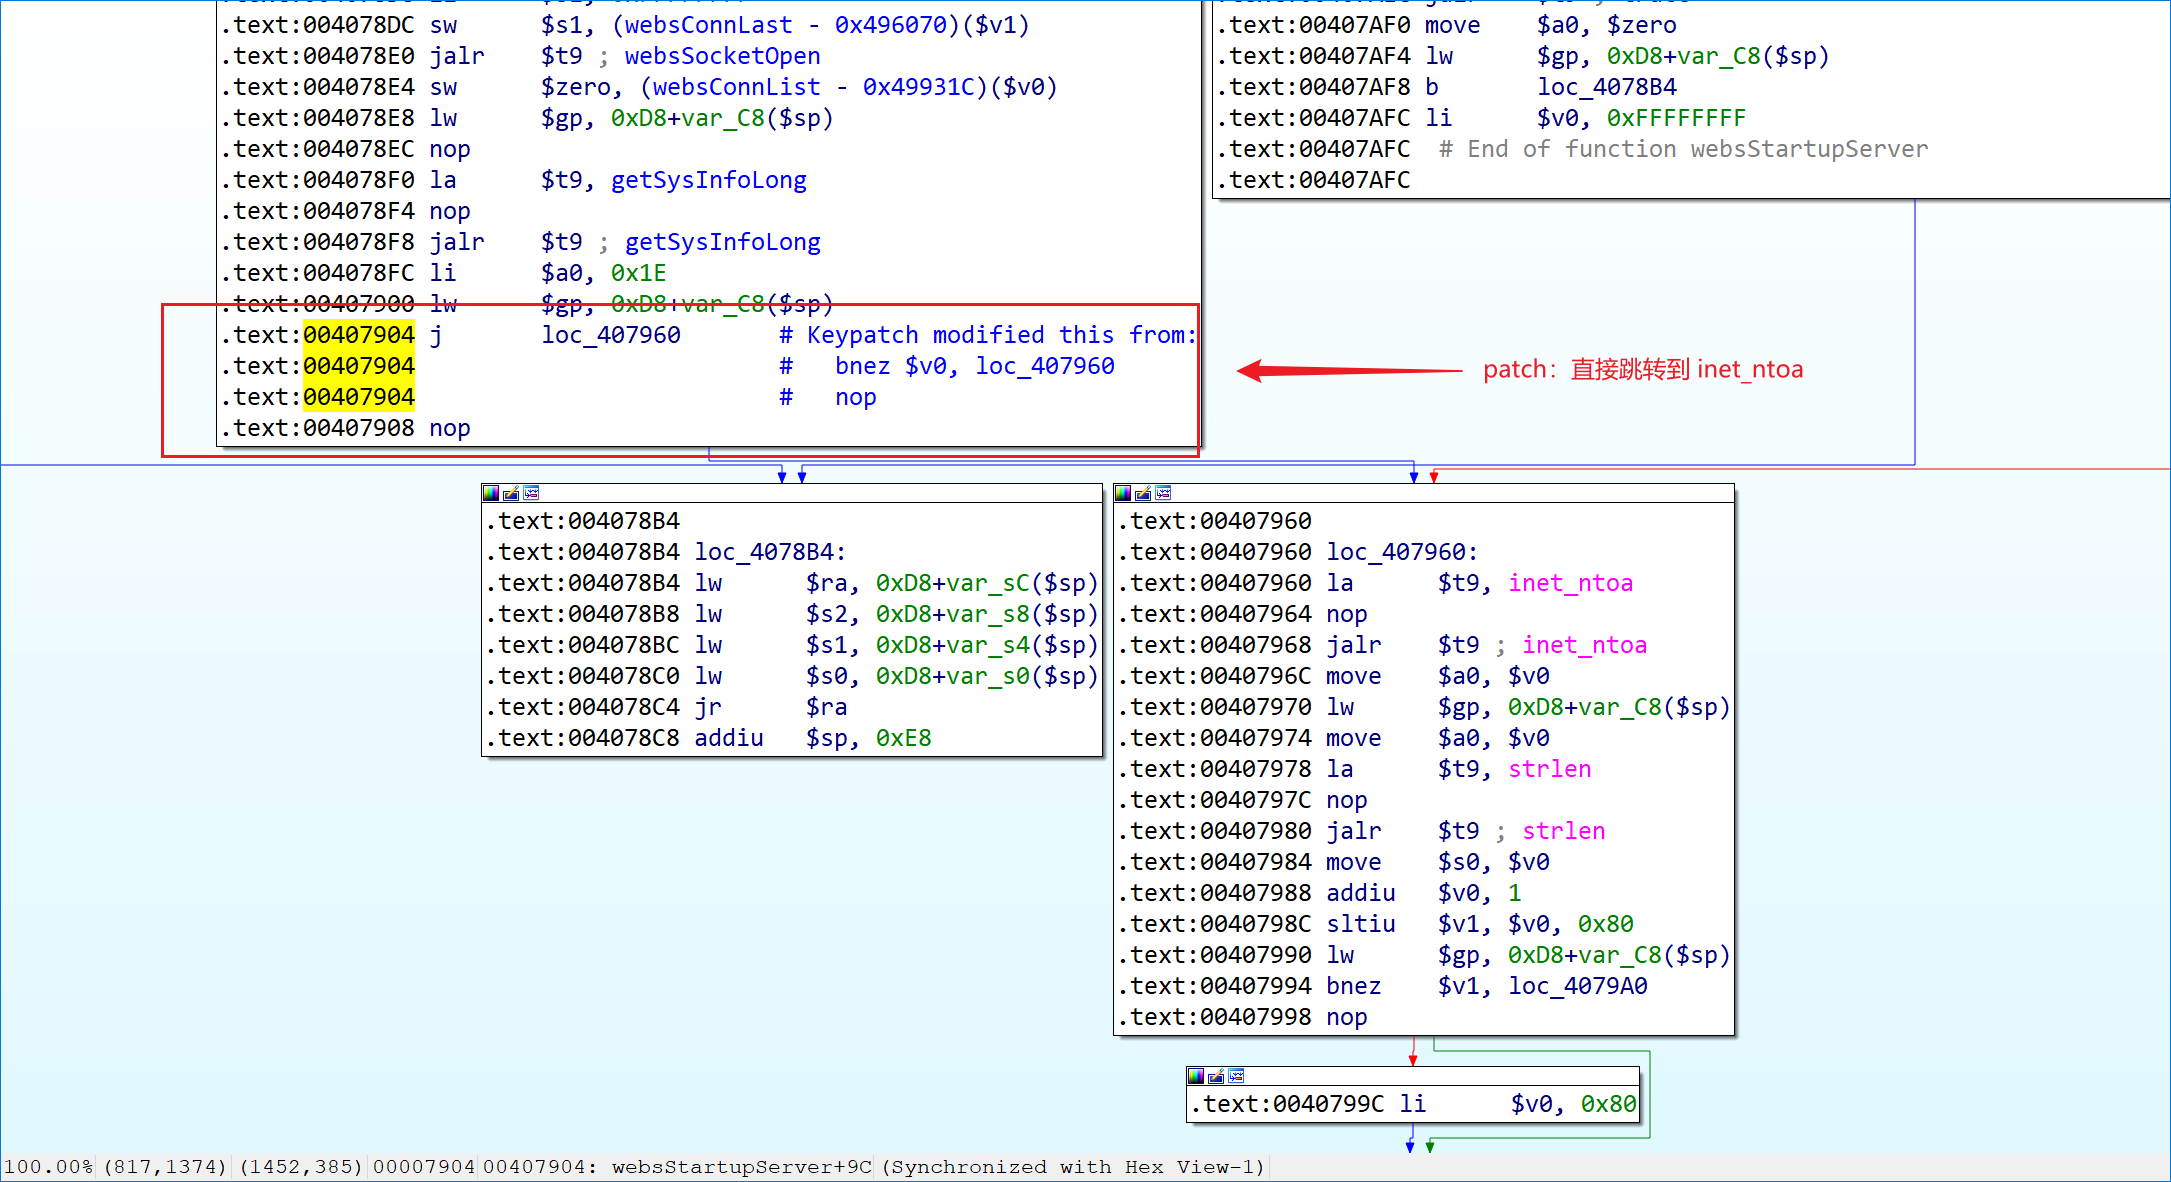 .text:004078DC sw $s1, (websConnLast - 0x496070)($v1)
.text:004078E0 jalr $t9 ; websSocketOpen
.text:004078E4 sw $zero, (websConnList - 0x49931C)($v0)
.text:004078E8 lw $gp, 0xD8+var_C8($sp)
.text:004078EC nop
.text:004078F0 la $t9, getSysInfoLong
.text:004078F4 nop
.text:004078F8 jalr $t9 ; getSysInfoLong
.text:004078FC li $a0, 0x1E
.text:00407900 lw $gp, 0xD8+var_C8($sp)
.text:00407904 j loc_407960 # Keypatch modified this from:
.text:00407904 # bnez $v0, loc_407960
.text:00407904 # nop
.text:00407908 nop
.text:00407AF0 move $a0, $zero
.text:00407AF4 lw $gp, 0xD8+var_C8($sp)
.text:00407AF8 b loc_4078B4
.text:00407AFC li $v0, 0xFFFFFFFF
.text:00407AFC # End of function websStartupServer
.text:00407AFC
patch：直接跳转到 inet_ntoa
.text:004078B4
.text:004078B4 loc_4078B4:
.text:004078B4 lw $ra, 0xD8+var_sC($sp)
.text:004078B8 lw $s2, 0xD8+var_s8($sp)
.text:004078BC lw $s1, 0xD8+var_s4($sp)
.text:004078C0 lw $s0, 0xD8+var_s0($sp)
.text:004078C4 jr $ra
.text:004078C8 addiu $sp, 0xE8
.text:00407960
.text:00407960 loc_407960:
.text:00407960 la $t9, inet_ntoa
.text:00407964 nop
.text:00407968 jalr $t9 ; inet_ntoa
.text:0040796C move $a0, $v0
.text:00407970 lw $gp, 0xD8+var_C8($sp)
.text:00407974 move $a0, $v0
.text:00407978 la $t9, strlen
.text:0040797C nop
.text:00407980 jalr $t9 ; strlen
.text:00407984 move $s0, $v0
.text:00407988 addiu $v0, 1
.text:0040798C sltiu $v1, $v0, 0x80
.text:00407990 lw $gp, 0xD8+var_C8($sp)
.text:00407994 bnez $v1, loc_4079A0
.text:00407998 nop
.text:0040799C li $v0, 0x80
100.00% (817,1374) (1452,385) 00007904 00407904: websStartupServer+9C (Synchronized with Hex View-1)